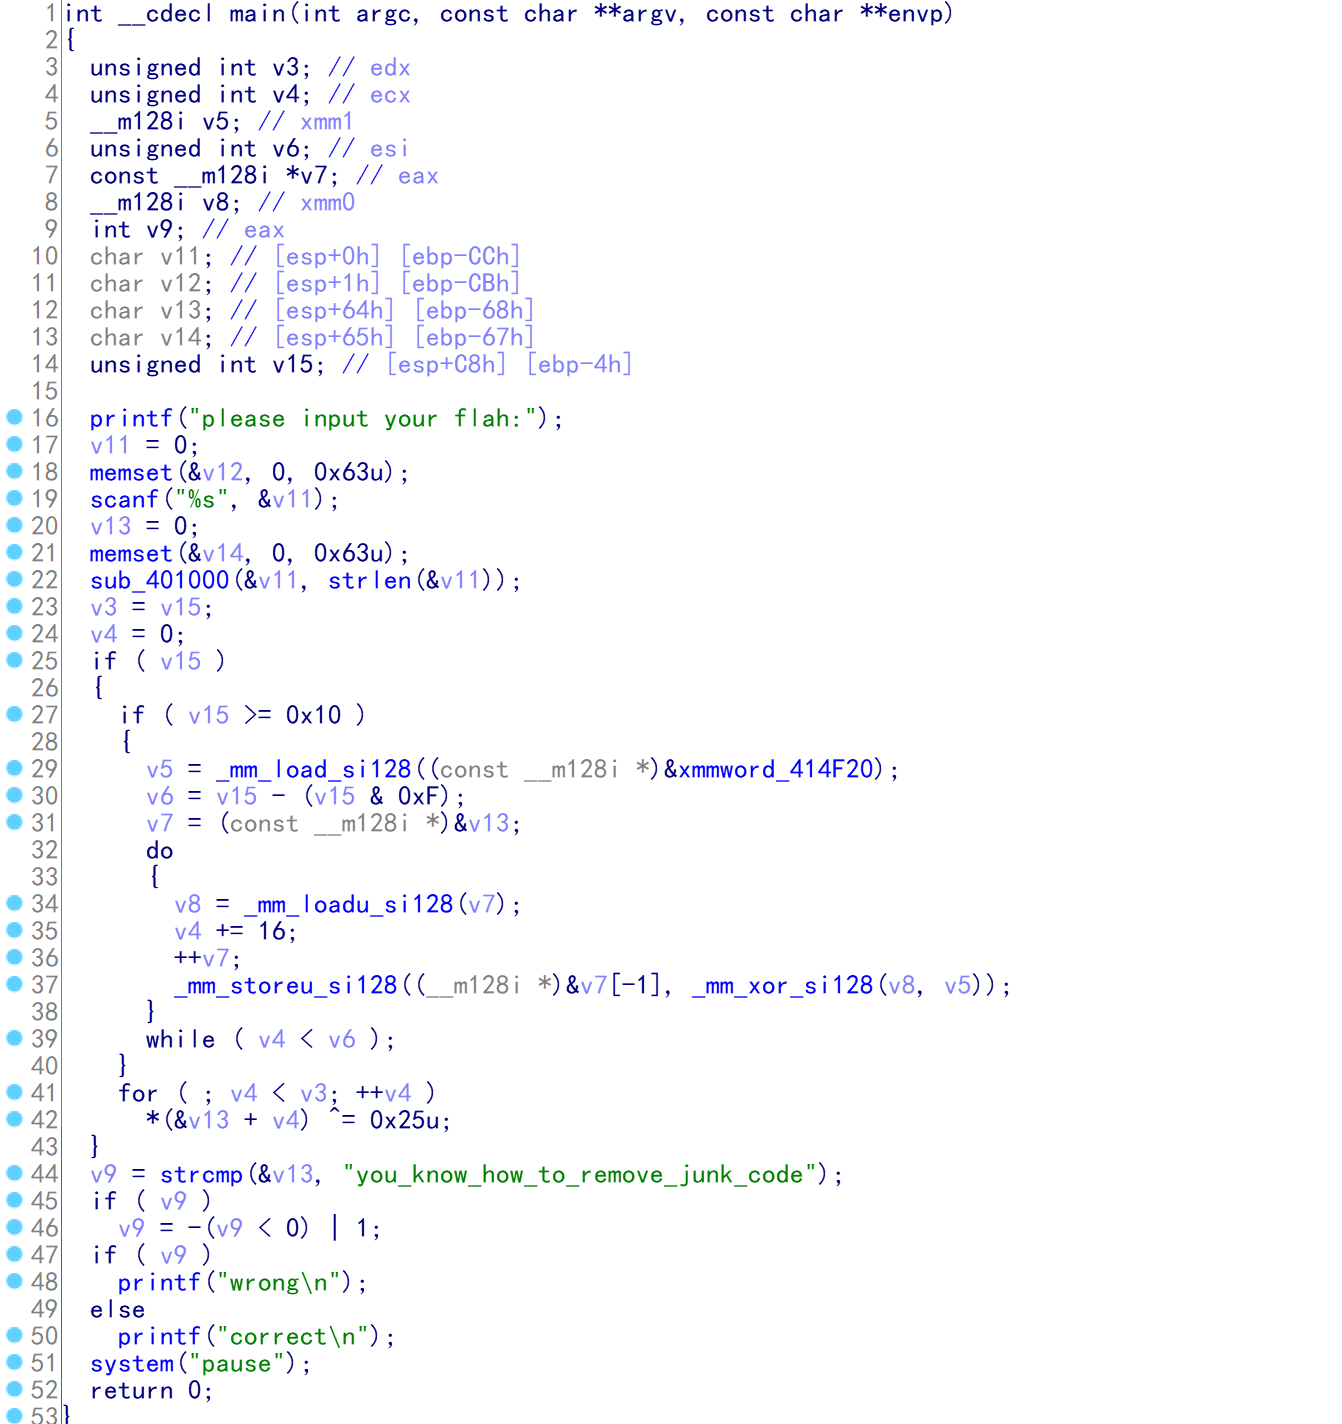 1 int __cdecl main(int argc, const char **argv, const char **envp)
2 {
3 unsigned int v3; // edx
4 unsigned int v4; // ecx
5 __m128i v5; // xmm1
6 unsigned int v6; // esi
7 const __m128i *v7; // eax
8 __m128i v8; // xmm0
9 int v9; // eax
10 char v11; // [esp+0h] [ebp-CCh]
11 char v12; // [esp+1h] [ebp-CBh]
12 char v13; // [esp+64h] [ebp-68h]
13 char v14; // [esp+65h] [ebp-67h]
14 unsigned int v15; // [esp+C8h] [ebp-4h]
15
16 printf("please input your flah:");
17 v11 = 0;
18 memset(&v12, 0, 0x63u);
19 scanf("%s", &v11);
20 v13 = 0;
21 memset(&v14, 0, 0x63u);
22 sub_401000(&v11, strlen(&v11));
23 v3 = v15;
24 v4 = 0;
25 if ( v15 )
26 {
27 if ( v15 >= 0x10 )
28 {
29 v5 = _mm_load_si128((const __m128i *)&xmmword_414F20);
30 v6 = v15 - (v15 & 0xF);
31 v7 = (const __m128i *)&v13;
32 do
33 {
34 v8 = _mm_loadu_si128(v7);
35 v4 += 16;
36 ++v7;
37 _mm_storeu_si128((__m128i *)&v7[-1], _mm_xor_si128(v8, v5));
38 }
39 while ( v4 < v6 );
40 }
41 for ( ; v4 < v3; ++v4 )
42 *(&v13 + v4) ^= 0x25u;
43 }
44 v9 = strcmp(&v13, "you_know_how_to_remove_junk_code");
45 if ( v9 )
46 v9 = -(v9 < 0) | 1;
47 if ( v9 )
48 printf("wrong\n");
49 else
50 printf("correct\n");
51 system("pause");
52 return 0;
53 }